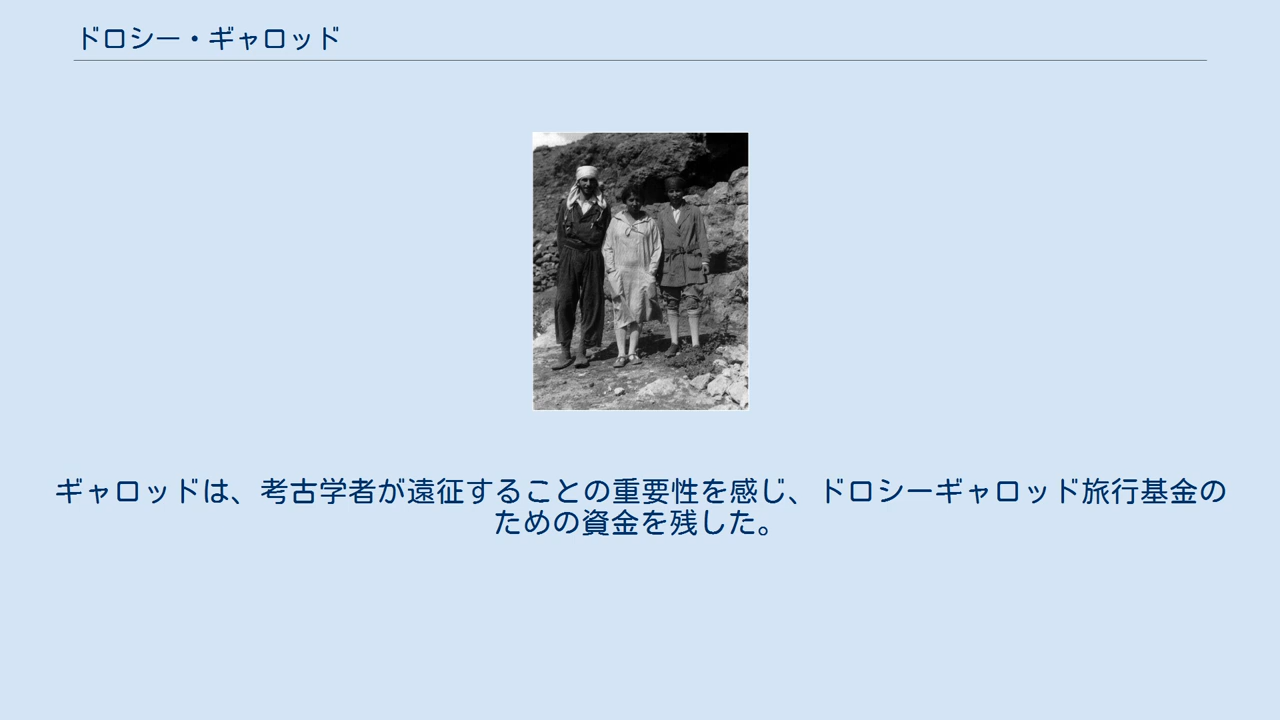 ドロシー・ギャロッド
ギャロッドは、考古学者が遠征することの重要性を感じ、ドロシーギャロッド旅行基金の
ための資金を残した。